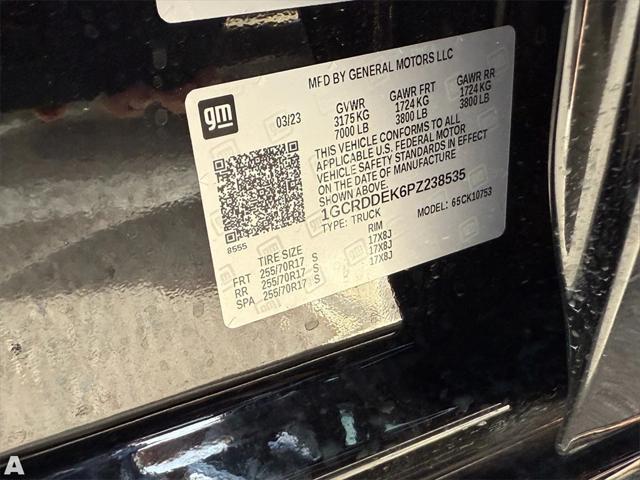 MFD BY GENERAL MOTORS LLC
gm
03/23
GVWR GAWR FRT GAWR RR
3175 KG 1724 KG 1724 KG
7000 LB 3800 LB 3800 LB
THIS VEHICLE CONFORMS TO ALL
APPLICABLE U.S. FEDERAL MOTOR
VEHICLE SAFETY STANDARDS IN EFFECT
ON THE DATE OF MANUFACTURE
SHOWN ABOVE.
1GCRDDEK6PZ238535
TYPE: TRUCK MODEL: 65CK10753
8555
TIRE SIZE RIM
FRT 255/70R17 S 17X8J
RR 255/70R17 S 17X8J
SPA 255/70R17 S 17X8J
A